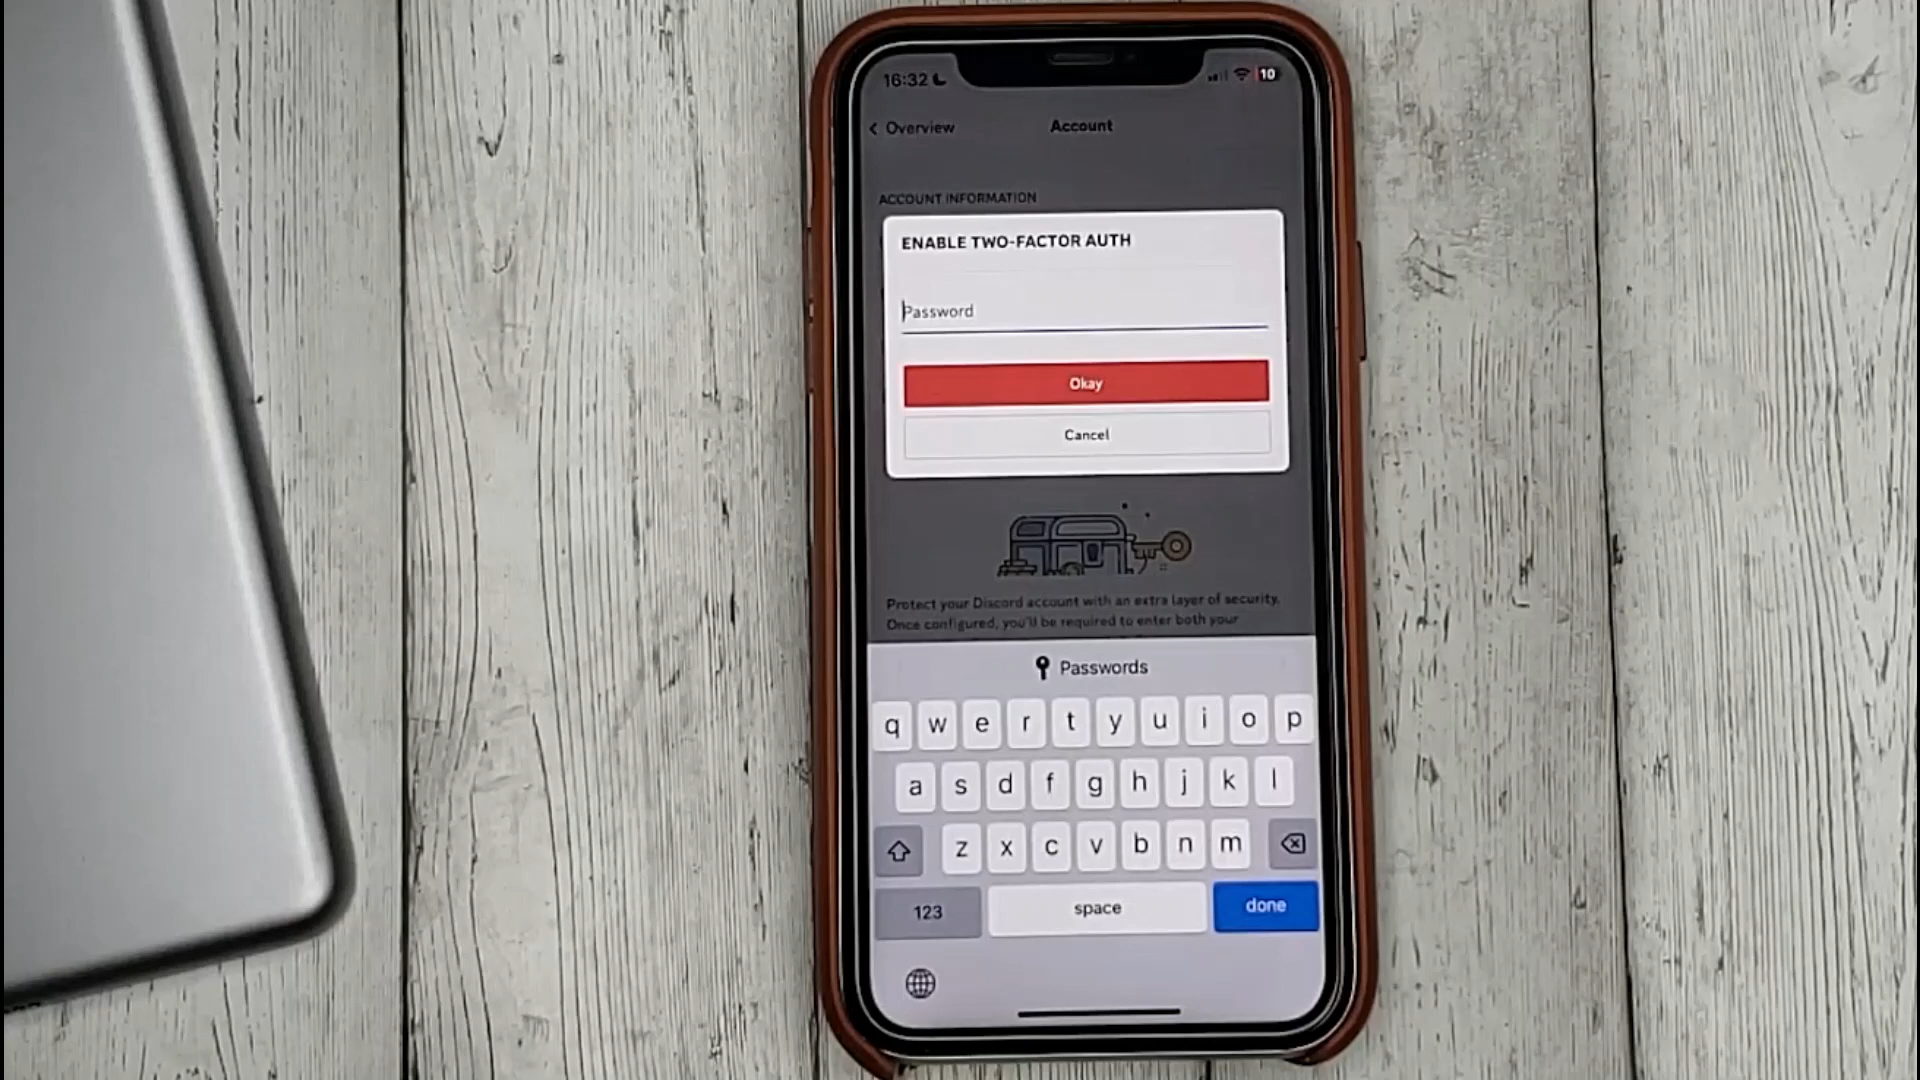 16:32 10
Overview Account
ACCOUNT INFORMATION
ENABLE TWO-FACTOR AUTH
Password
Okay
Cancel
Protect your Discord account with an extra layer of security.
Once configured, you'll be required to enter both your
Passwords
q w e r t y u i o p
a s d f g h j k l
z x c v b n m
123 space done